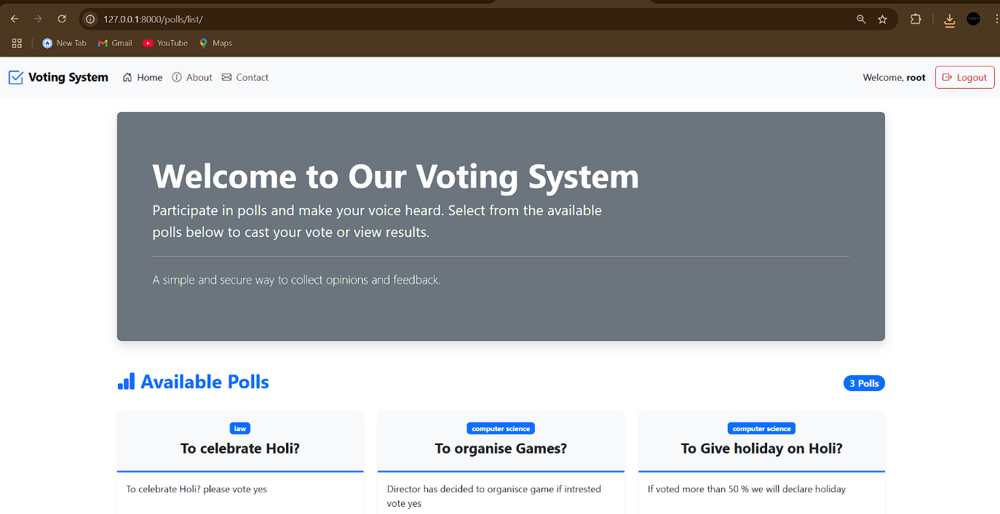 127.0.0.1:8000/polls/list/
New Tab Gmail YouTube Maps
Voting System Home About Contact Welcome, root Logout
Welcome to Our Voting System
Participate in polls and make your voice heard. Select from the available
polls below to cast your vote or view results.
A simple and secure way to collect opinions and feedback.
Available Polls 3 Polls
law
To celebrate Holi?
To celebrate Holi? please vote yes
computer science
To organise Games?
Director has decided to organisce game if intrested
vote yes
computer science
To Give holiday on Holi?
If voted more than 50 % we will declare holiday